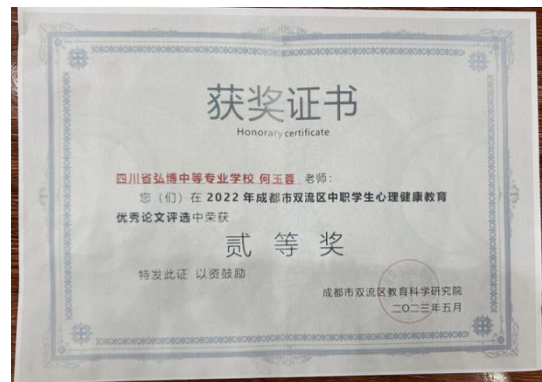 获奖证书
Honorary certificate
四川省弘博中等专业学校 何玉蓉 老师:
您（们）在 2022 年成都市双流区中职学生心理健康教育
优秀论文评选中荣获
贰等奖
特发此证 以资鼓励
成都市双流区教育科学研究院
二〇二三年五月